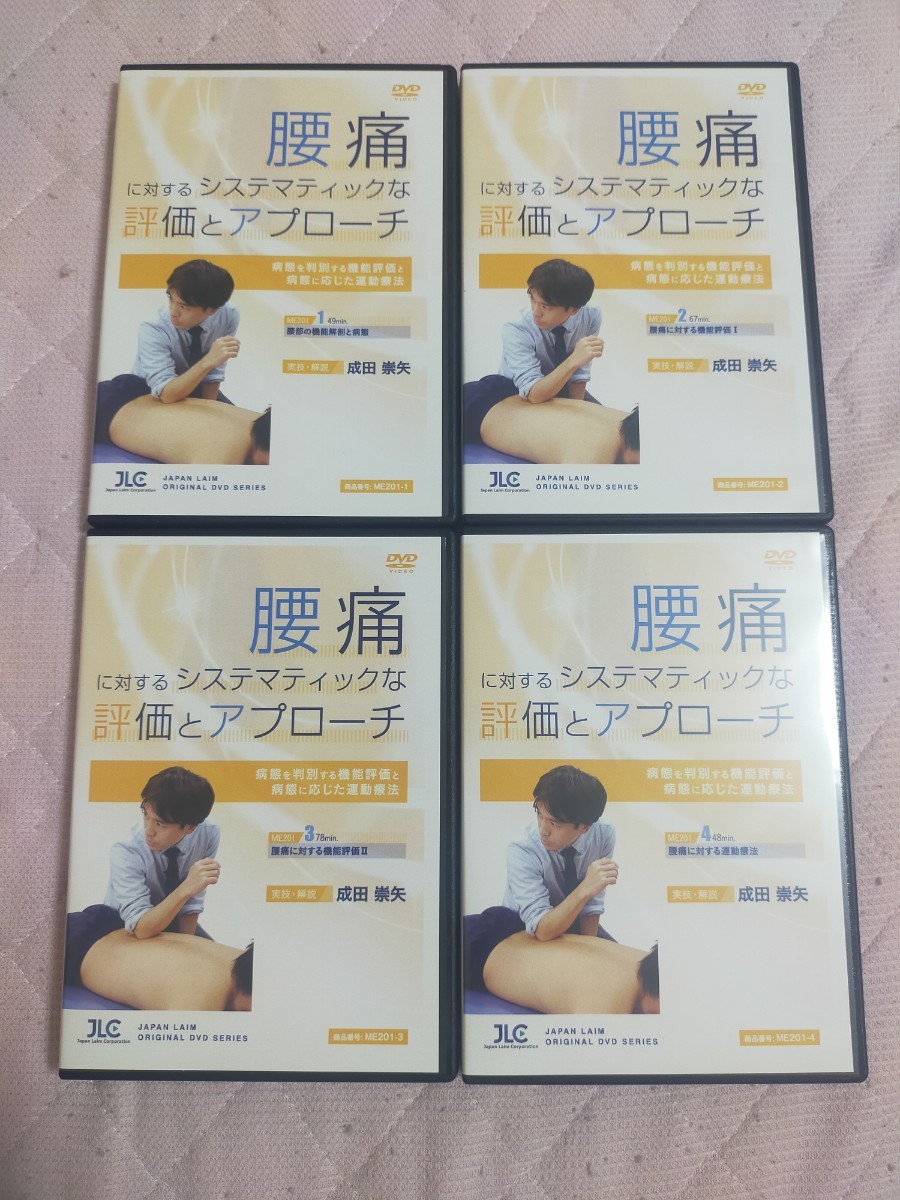 DVD
VIDEO
腰痛
に対するシステマティックな
評価とアプローチ
病態を判別する機能評価と
病態に応じた運動療法
ME201 1 49min.
腰部の機能解剖と病態
実技・解説 成田 崇矢
JLC
Japan Laim Corporation
JAPAN LAIM
ORIGINAL DVD SERIES
商品番号: ME201-1
DVD
VIDEO
腰痛
に対するシステマティックな
評価とアプローチ
病態を判別する機能評価と
病態に応じた運動療法
ME201 2 67min.
腰痛に対する機能評価Ⅰ
実技・解説 成田 崇矢
JLC
Japan Laim Corporation
JAPAN LAIM
ORIGINAL DVD SERIES
商品番号: ME201-2
DVD
VIDEO
腰痛
に対するシステマティックな
評価とアプローチ
病態を判別する機能評価と
病態に応じた運動療法
ME201 3 78min.
腰痛に対する機能評価Ⅱ
実技・解説 成田 崇矢
JLC
Japan Laim Corporation
JAPAN LAIM
ORIGINAL DVD SERIES
商品番号: ME201-3
DVD
VIDEO
腰痛
に対するシステマティックな
評価とアプローチ
病態を判別する機能評価と
病態に応じた運動療法
ME201 4 48min.
腰痛に対する運動療法
実技・解説 成田 崇矢
JLC
Japan Laim Corporation
JAPAN LAIM
ORIGINAL DVD SERIES
商品番号: ME201-4